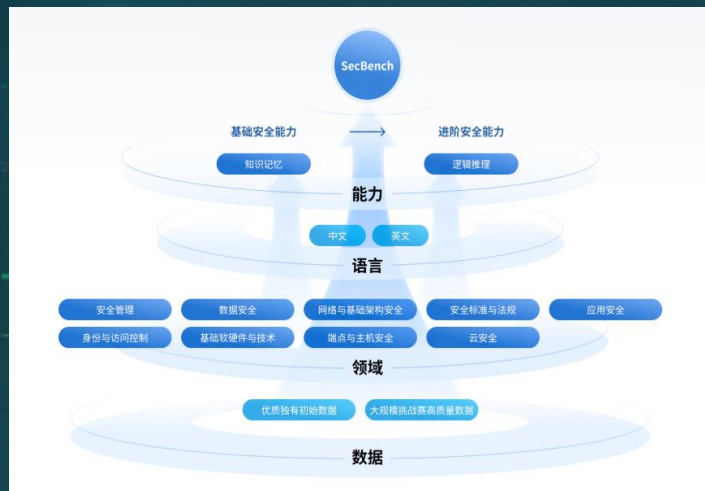 SecBench
基础安全能力 → 进阶安全能力
知识记忆 逻辑推理
能力
中文 英文
语言
安全管理 数据安全 网络与基础架构安全 安全标准与法规 应用安全
身份与访问控制 基础软硬件与技术 端点与主机安全 云安全
领域
优质独有初始数据 大规模挑战赛高质量数据
数据